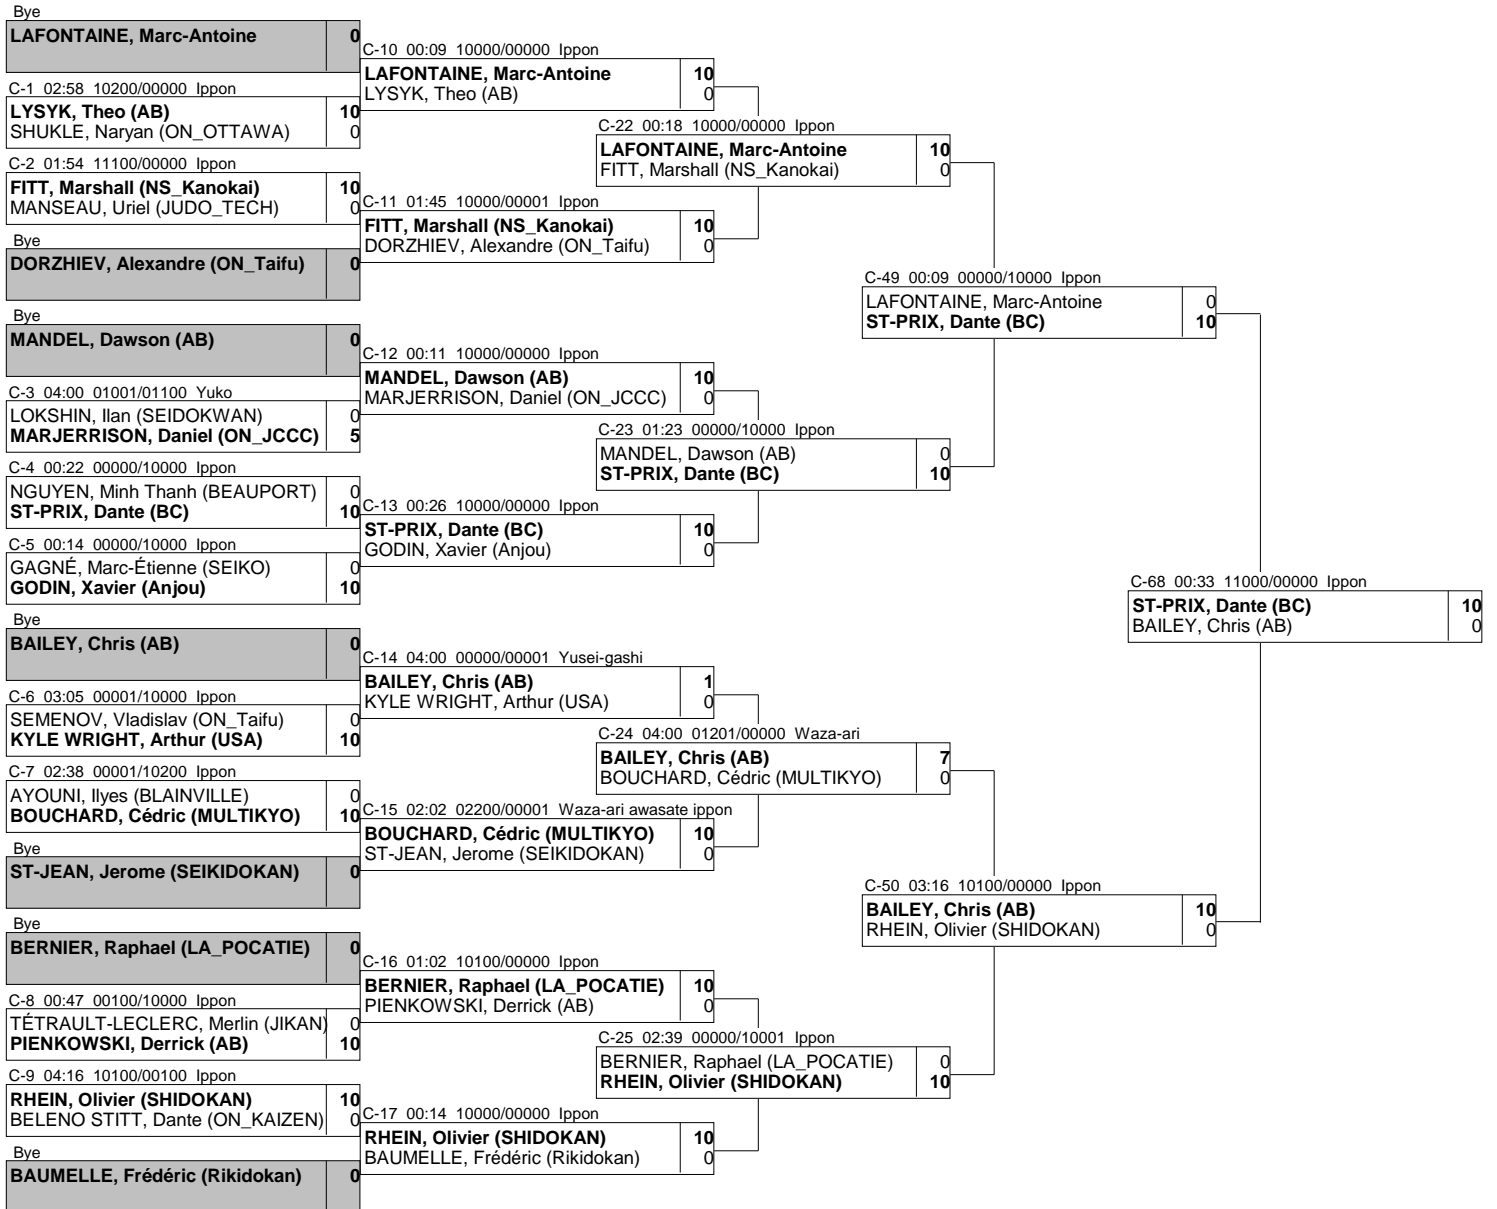 Bye
LAFONTAINE, Marc-Antoine 0
C-1 02:58 10200/00000 Ippon
LYSYK, Theo (AB) 10
SHUKLE, Naryan (ON_OTTAWA) 0
C-2 01:54 11100/00000 Ippon
FITT, Marshall (NS_Kanokai) 10
MANSEAU, Uriel (JUDO_TECH) 0
Bye
DORZHIEV, Alexandre (ON_Taifu) 0
Bye
MANDEL, Dawson (AB) 0
C-3 04:00 01001/01100 Yuko
LOKSHIN, Ilan (SEIDOKWAN) 0
MARJERRISON, Daniel (ON_JCCC) 5
C-4 00:22 00000/10000 Ippon
NGUYEN, Minh Thanh (BEAUPORT) 0
ST-PRIX, Dante (BC) 10
C-5 00:14 00000/10000 Ippon
GAGNÉ, Marc-Étienne (SEIKO) 0
GODIN, Xavier (Anjou) 10
Bye
BAILEY, Chris (AB) 0
C-6 03:05 00001/10000 Ippon
SEMENOV, Vladislav (ON_Taifu) 0
KYLE WRIGHT, Arthur (USA) 10
C-7 02:38 00001/10200 Ippon
AYOUNI, Ilyes (BLAINVILLE) 0
BOUCHARD, Cédric (MULTIKYO) 10
Bye
ST-JEAN, Jerome (SEIKIDOKAN) 0
Bye
BERNIER, Raphael (LA_POCATIE) 0
C-8 00:47 00100/10000 Ippon
TÉTRAULT-LECLERC, Merlin (JIKAN) 0
PIENKOWSKI, Derrick (AB) 10
C-9 04:16 10100/00100 Ippon
RHEIN, Olivier (SHIDOKAN) 10
BELENO STITT, Dante (ON_KAIZEN) 0
Bye
BAUMELLE, Frédéric (Rikidokan) 0
C-10 00:09 10000/00000 Ippon
LAFONTAINE, Marc-Antoine 10
LYSYK, Theo (AB) 0
C-11 01:45 10000/00001 Ippon
FITT, Marshall (NS_Kanokai) 10
DORZHIEV, Alexandre (ON_Taifu) 0
C-12 00:11 10000/00000 Ippon
MANDEL, Dawson (AB) 10
MARJERRISON, Daniel (ON_JCCC) 0
C-13 00:26 10000/00000 Ippon
ST-PRIX, Dante (BC) 10
GODIN, Xavier (Anjou) 0
C-14 04:00 00000/00001 Yusei-gashi
BAILEY, Chris (AB) 1
KYLE WRIGHT, Arthur (USA) 0
C-15 02:02 02200/00001 Waza-ari awasate ippon
BOUCHARD, Cédric (MULTIKYO) 10
ST-JEAN, Jerome (SEIKIDOKAN) 0
C-16 01:02 10100/00000 Ippon
BERNIER, Raphael (LA_POCATIE) 10
PIENKOWSKI, Derrick (AB) 0
C-17 00:14 10000/00000 Ippon
RHEIN, Olivier (SHIDOKAN) 10
BAUMELLE, Frédéric (Rikidokan) 0
C-22 00:18 10000/00000 Ippon
LAFONTAINE, Marc-Antoine 10
FITT, Marshall (NS_Kanokai) 0
C-23 01:23 00000/10000 Ippon
MANDEL, Dawson (AB) 0
ST-PRIX, Dante (BC) 10
C-24 04:00 01201/00000 Waza-ari
BAILEY, Chris (AB) 7
BOUCHARD, Cédric (MULTIKYO) 0
C-25 02:39 00000/10001 Ippon
BERNIER, Raphael (LA_POCATIE) 0
RHEIN, Olivier (SHIDOKAN) 10
C-49 00:09 00000/10000 Ippon
LAFONTAINE, Marc-Antoine 0
ST-PRIX, Dante (BC) 10
C-50 03:16 10100/00000 Ippon
BAILEY, Chris (AB) 10
RHEIN, Olivier (SHIDOKAN) 0
C-68 00:33 11000/00000 Ippon
ST-PRIX, Dante (BC) 10
BAILEY, Chris (AB) 0